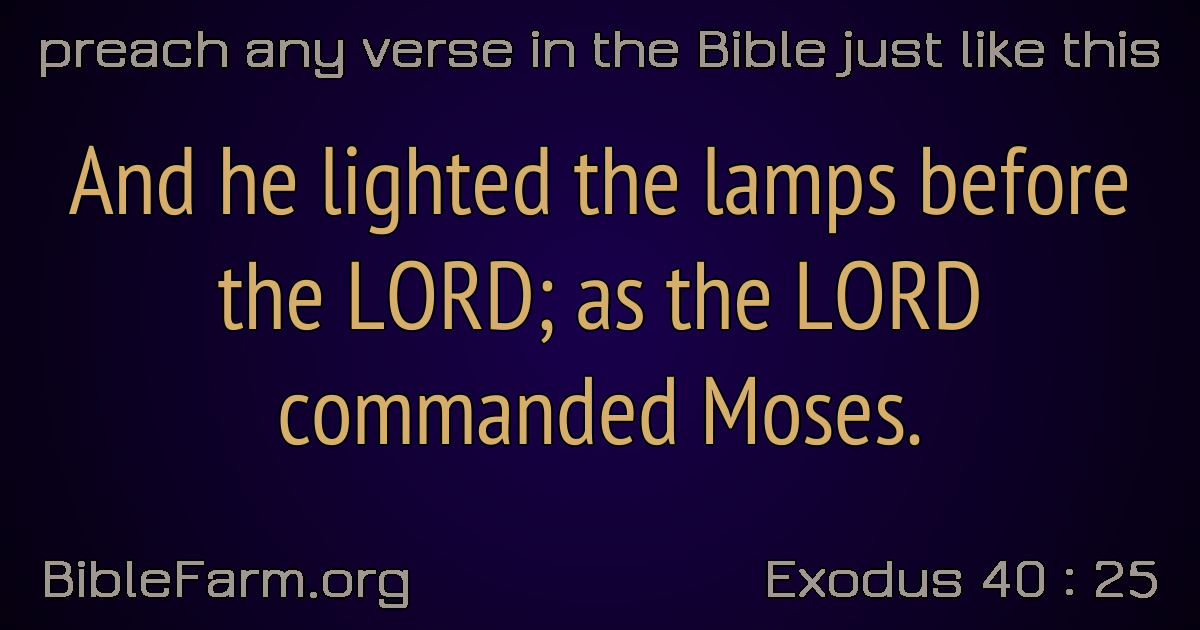 preach any verse in the Bible just like this
And he lighted the lamps before
the LORD; as the LORD
commanded Moses.
BibleFarm.org
Exodus 40 : 25